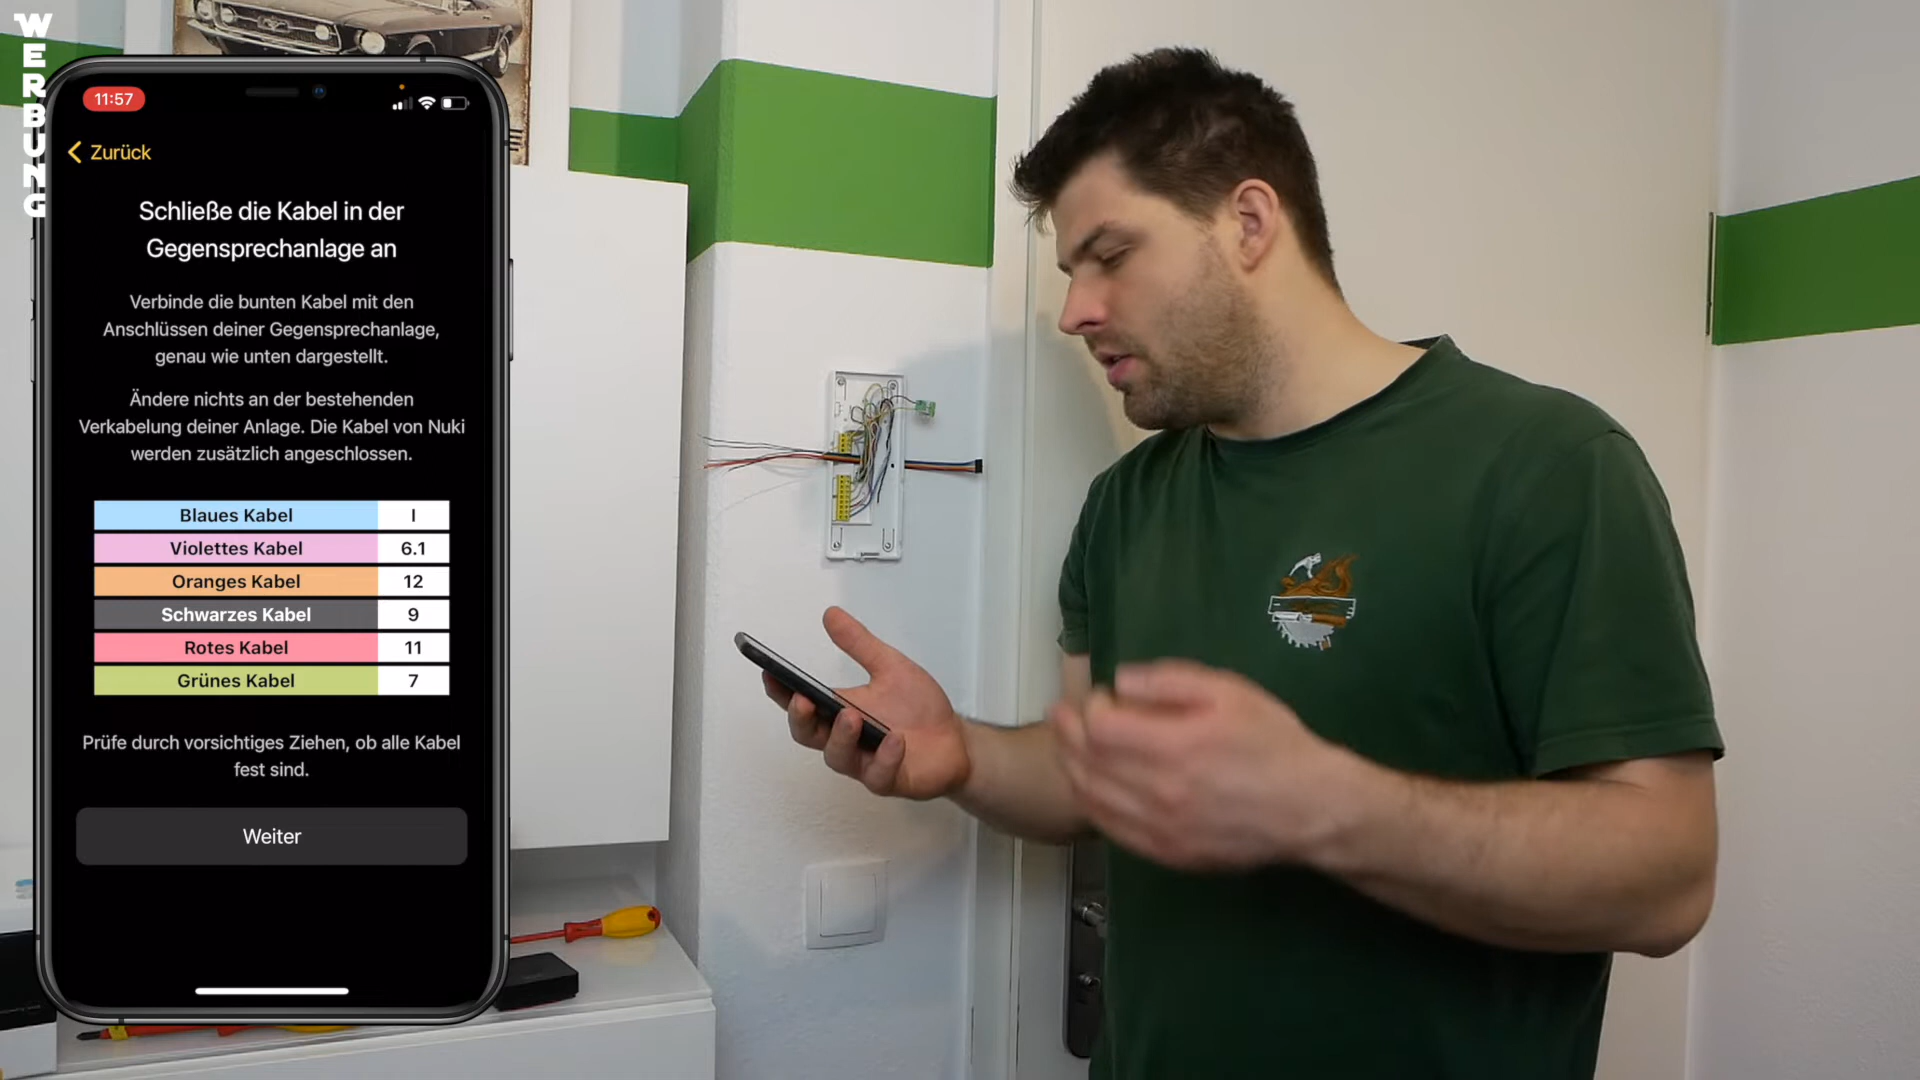 WERBUNG
11:57
Zurück
Schließe die Kabel in der
Gegensprechanlage an
Verbinde die bunten Kabel mit den
Anschlüssen deiner Gegensprechanlage,
genau wie unten dargestellt.
Ändere nichts an der bestehenden
Verkabelung deiner Anlage. Die Kabel von Nuki
werden zusätzlich angeschlossen.
Blaues Kabel I
Violettes Kabel 6.1
Oranges Kabel 12
Schwarzes Kabel 9
Rotes Kabel 11
Grünes Kabel 7
Prüfe durch vorsichtiges Ziehen, ob alle Kabel
fest sind.
Weiter